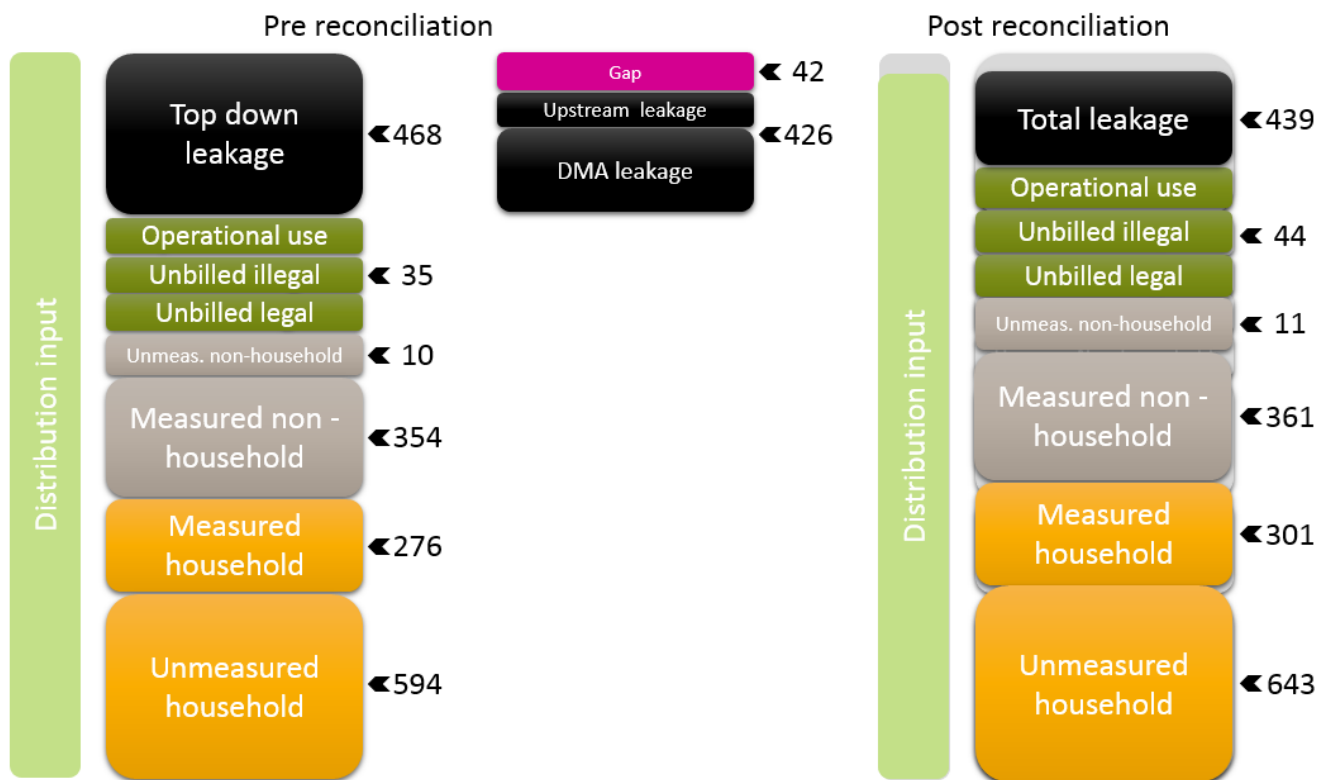 Pre reconciliation
Distribution input
Top down
leakage
468
Operational use
Unbilled illegal
35
Unbilled legal
Unmeas. non-household
10
Measured non -
household
354
Measured
household
276
Unmeasured
household
594
Gap
42
Upstream leakage
426
DMA leakage
Post reconciliation
Distribution input
Total leakage
439
Operational use
Unbilled illegal
44
Unbilled legal
Unmeas. non-household
11
Measured non -
household
361
Measured
household
301
Unmeasured
household
643